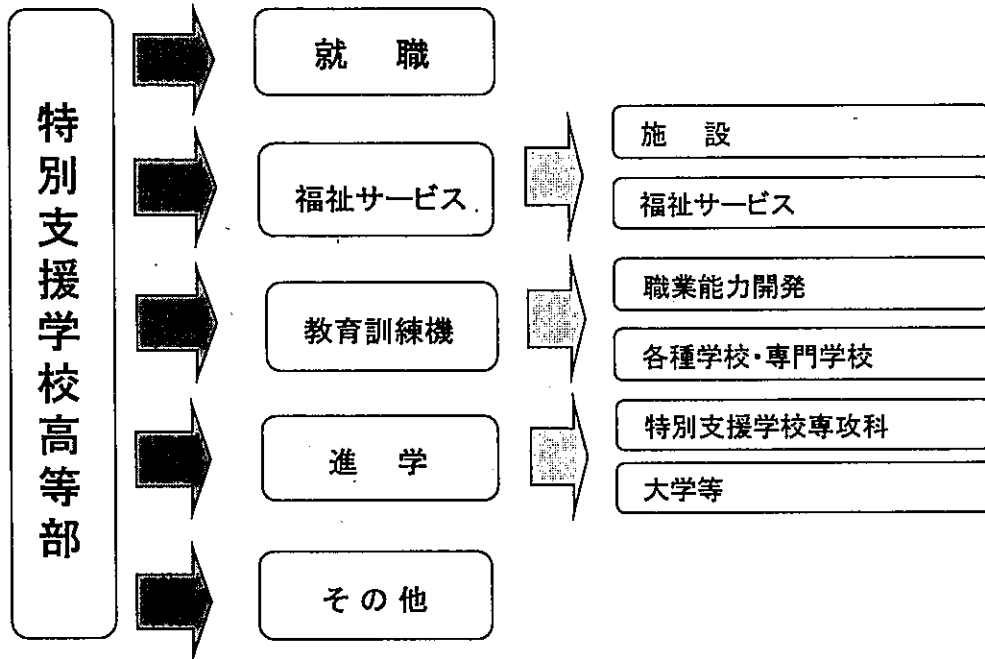 特別支援学校高等部
就 職
福祉サービス
施 設
福祉サービス
教育訓練機
職業能力開発
各種学校・専門学校
進 学
特別支援学校専攻科
大学等
その他